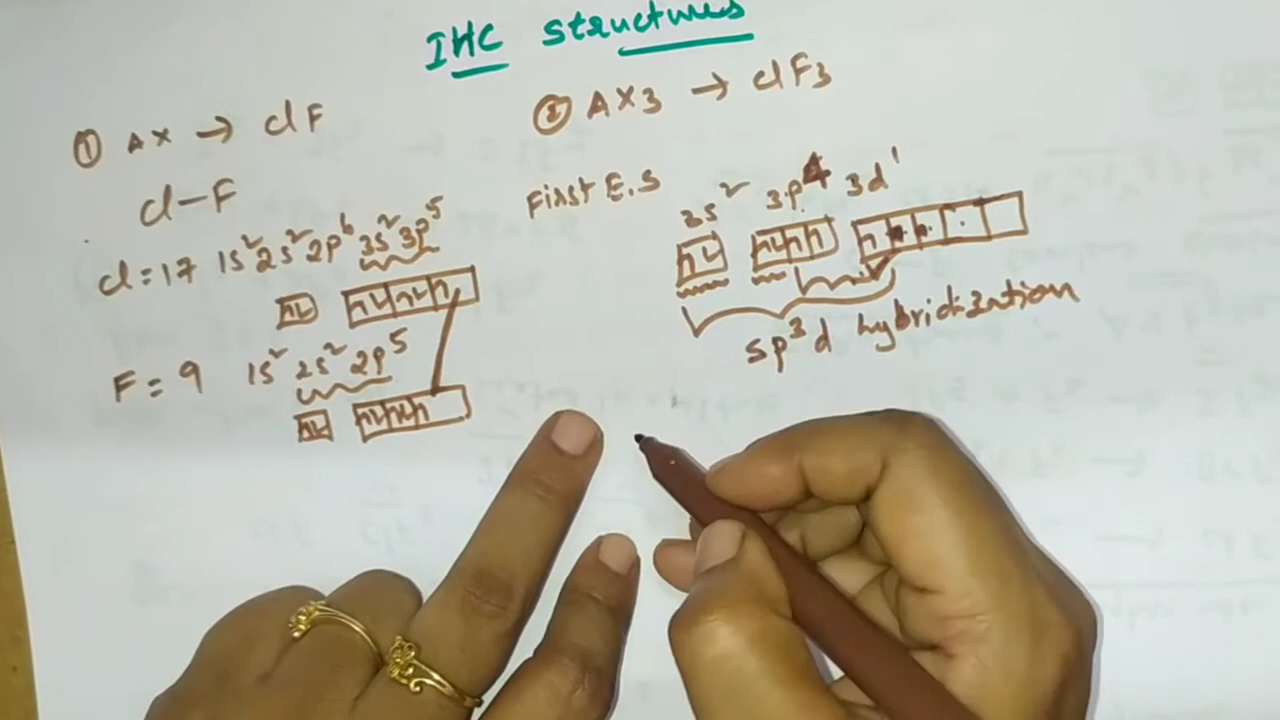 IHC structures
① AX → ClF
Cl-F
Cl = 17 1s² 2s² 2p⁶ 3s² 3p⁵
F = 9 1s² 2s² 2p⁵
② AX3 → ClF3
First E.S
3s² 3p⁴ 3d¹
sp³d hybridization